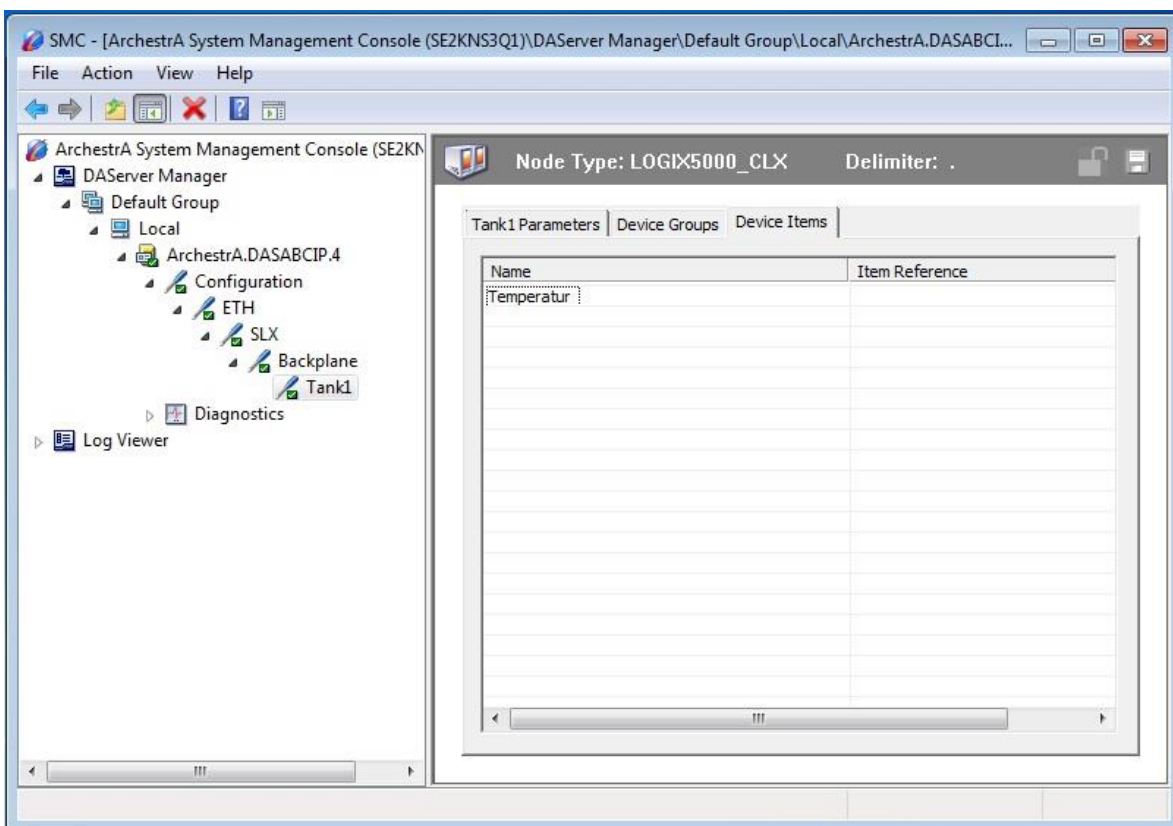 SMC - [ArchestrA System Management Console (SE2KNS3Q1)\DAServer Manager\Default Group\Local\ArchestrA.DASABCI...
File Action View Help
ArchestrA System Management Console (SE2KN
DAServer Manager
Default Group
Local
ArchestrA.DASABCIP.4
Configuration
ETH
SLX
Backplane
Tank1
Diagnostics
Log Viewer
Node Type: LOGIX5000_CLX Delimiter: .
Tank1 Parameters Device Groups Device Items
Name Item Reference
Temperatur